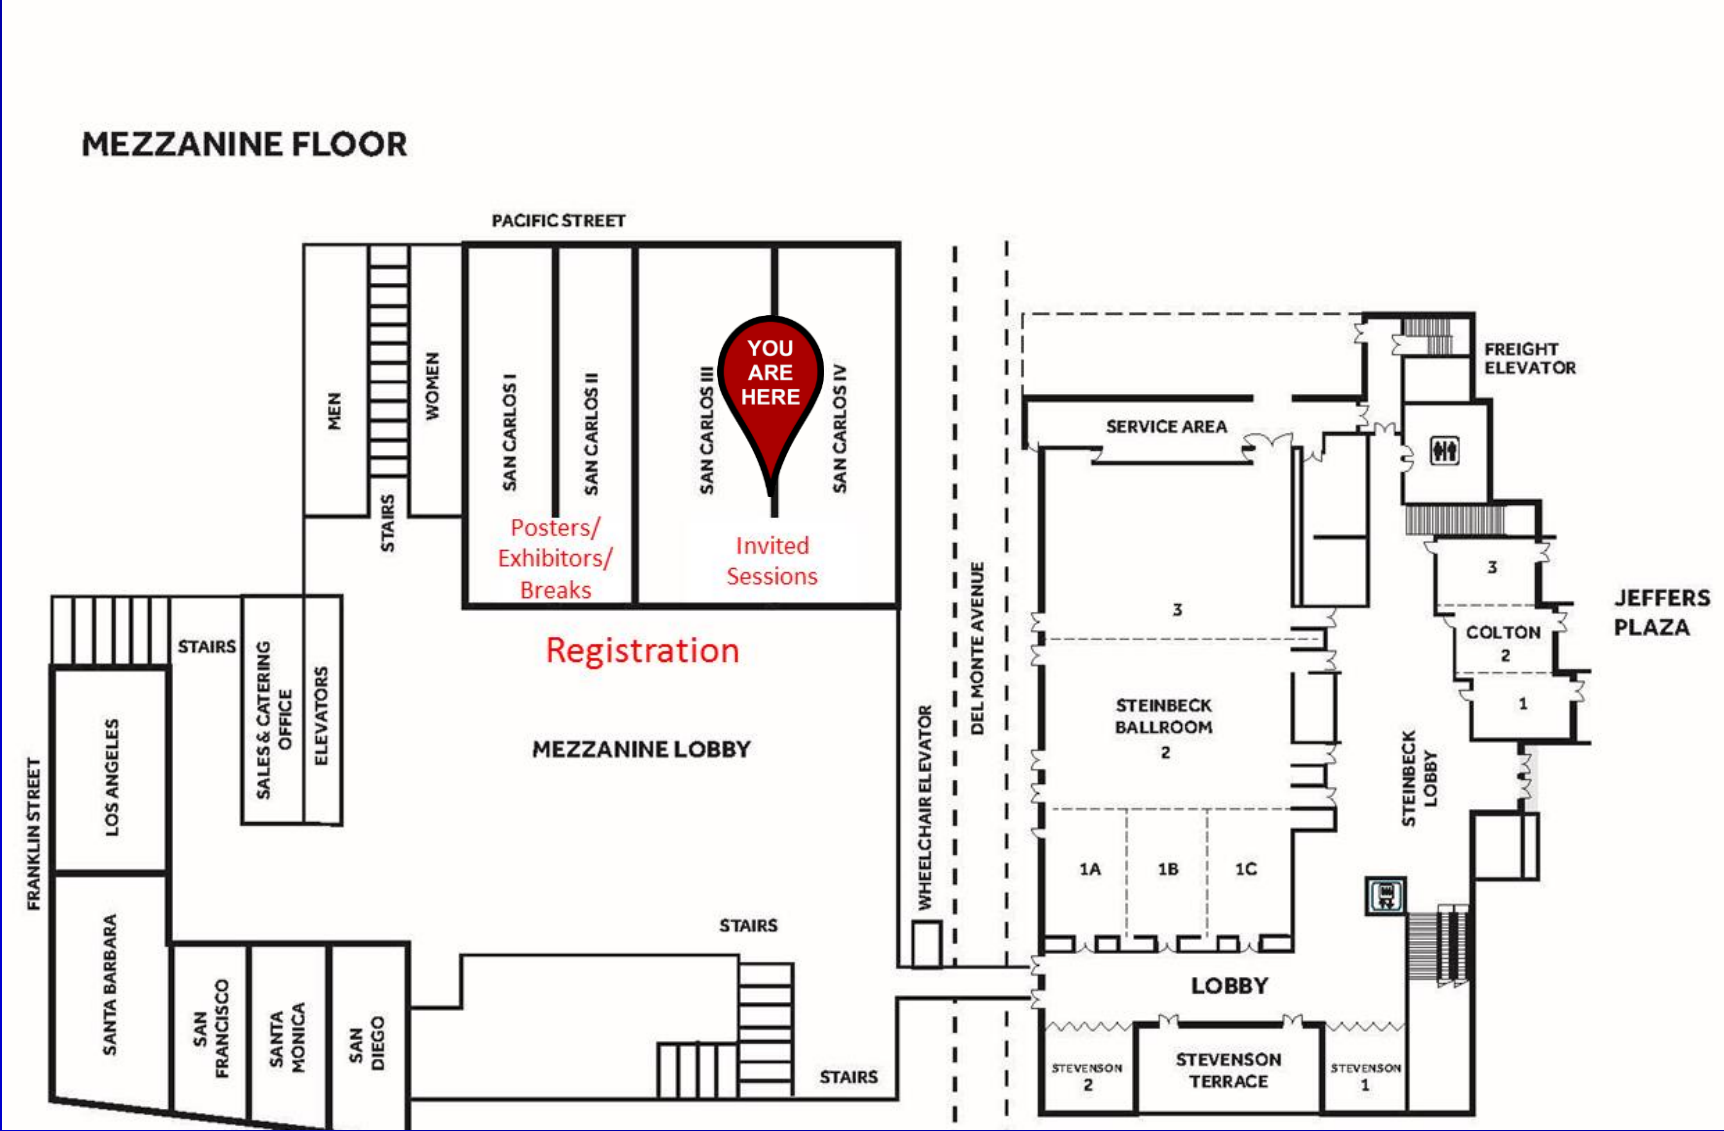 MEZZANINE FLOOR
PACIFIC STREET
MEN
STAIRS
WOMEN
SAN CARLOS I
SAN CARLOS II
SAN CARLOS III
YOU
ARE
HERE
SAN CARLOS IV
Posters/
Exhibitors/
Breaks
Invited
Sessions
Registration
STAIRS
SALES & CATERING
OFFICE
ELEVATORS
MEZZANINE LOBBY
FRANKLIN STREET
LOS ANGELES
SANTA BARBARA
SAN
FRANCISCO
SANTA
MONICA
SAN
DIEGO
STAIRS
STAIRS
WHEELCHAIR ELEVATOR
DEL MONTE AVENUE
SERVICE AREA
FREIGHT
ELEVATOR
3
STEINBECK
BALLROOM
2
1A
1B
1C
3
COLTON
2
1
JEFFERS
PLAZA
STEINBECK
LOBBY
LOBBY
STEVENSON
2
STEVENSON
TERRACE
STEVENSON
1